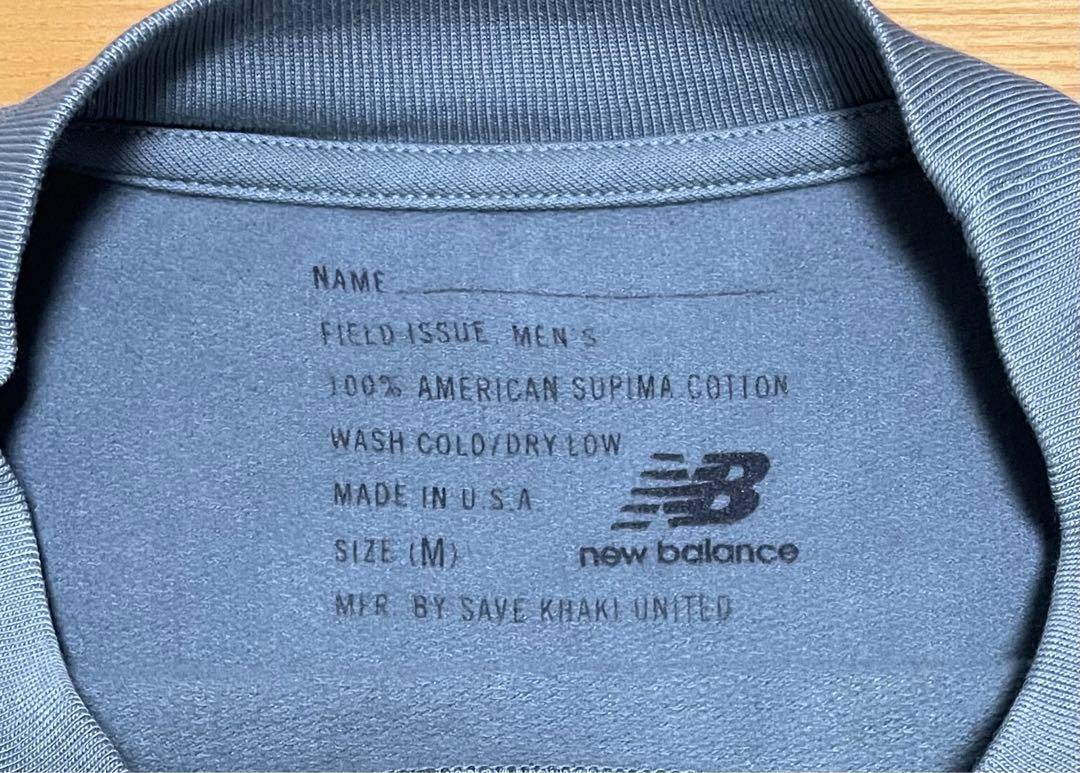 NAME
FIELD ISSUE. MEN'S
100% AMERICAN SUPIMA COTTON
WASH COLD/DRY LOW
MADE IN U.S.A
SIZE (M)
NB
new balance
MFR. BY SAVE KHAKI UNITED